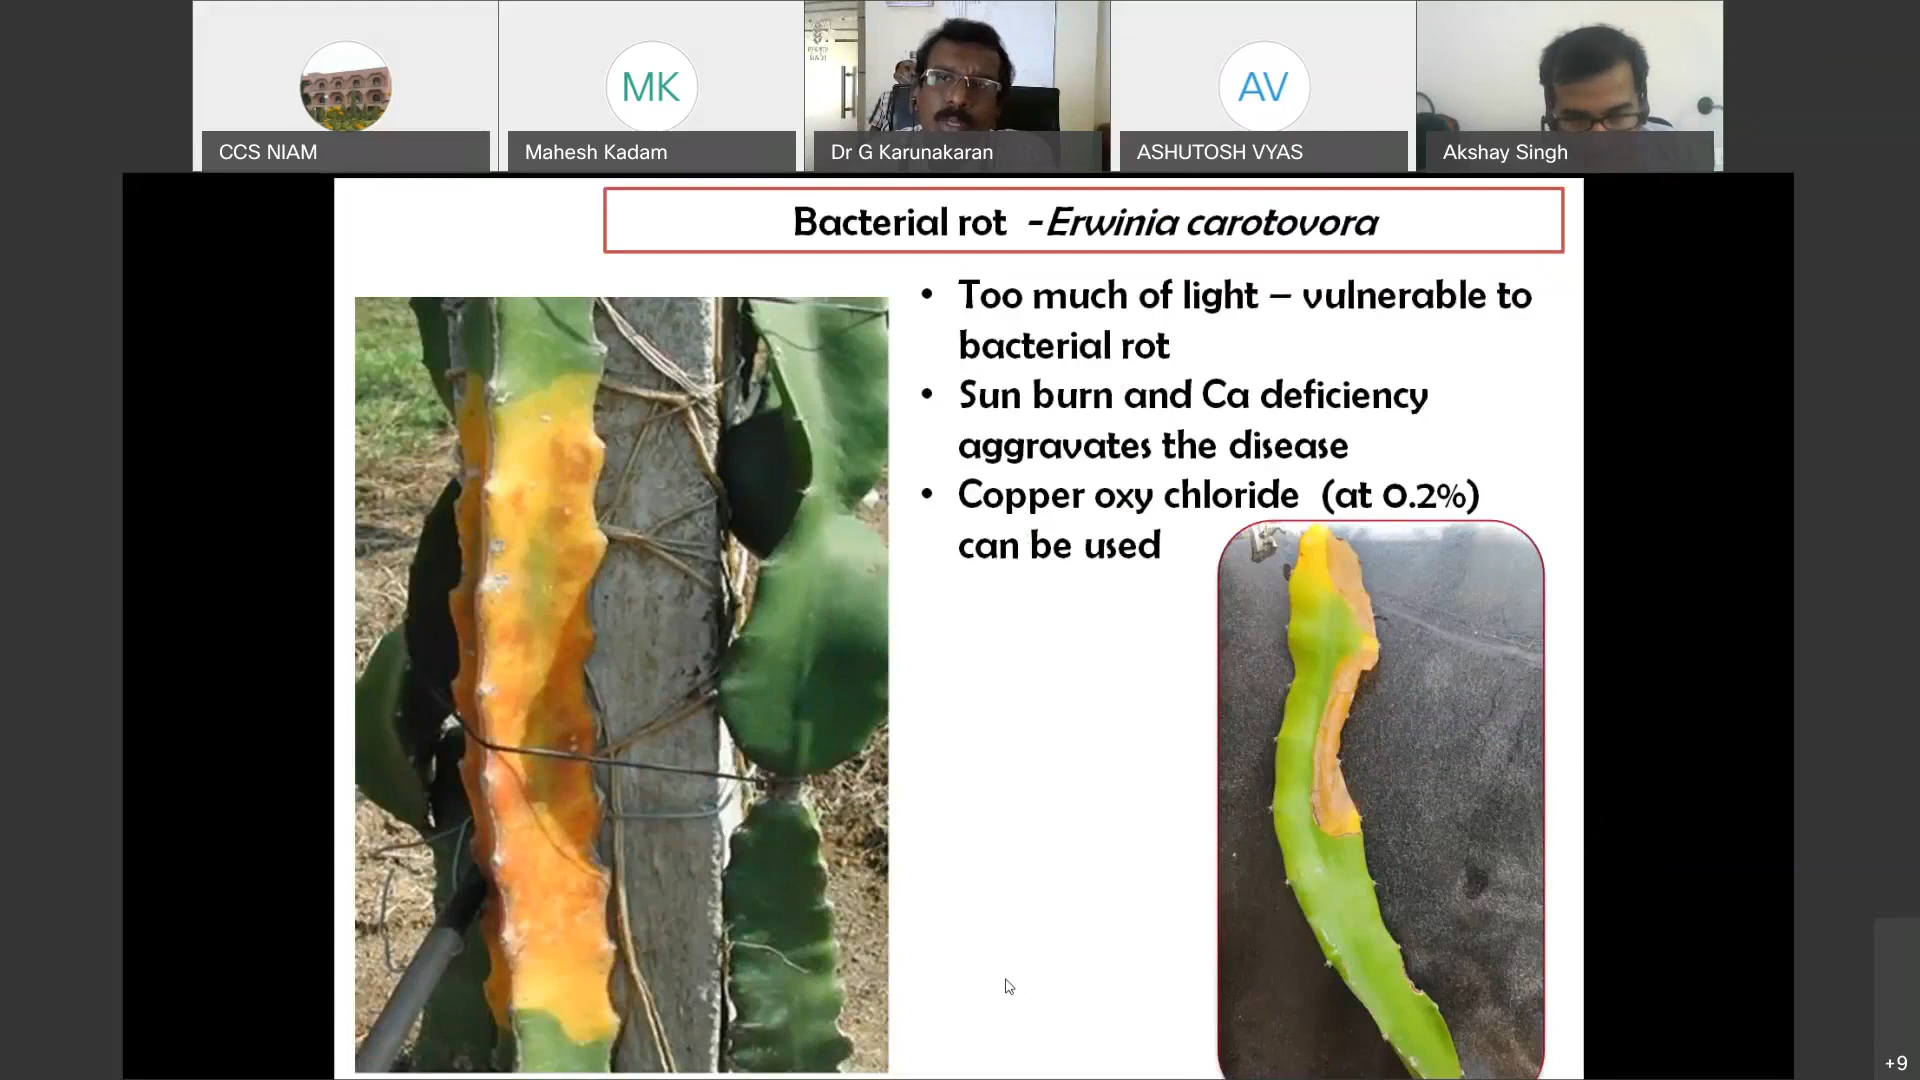 MK
AV
CCS NIAM
Mahesh Kadam
Dr G Karunakaran
ASHUTOSH VYAS
Akshay Singh
Bacterial rot - Erwinia carotovora
• Too much of light – vulnerable to
bacterial rot
• Sun burn and Ca deficiency
aggravates the disease
• Copper oxy chloride (at 0.2%)
can be used
+9